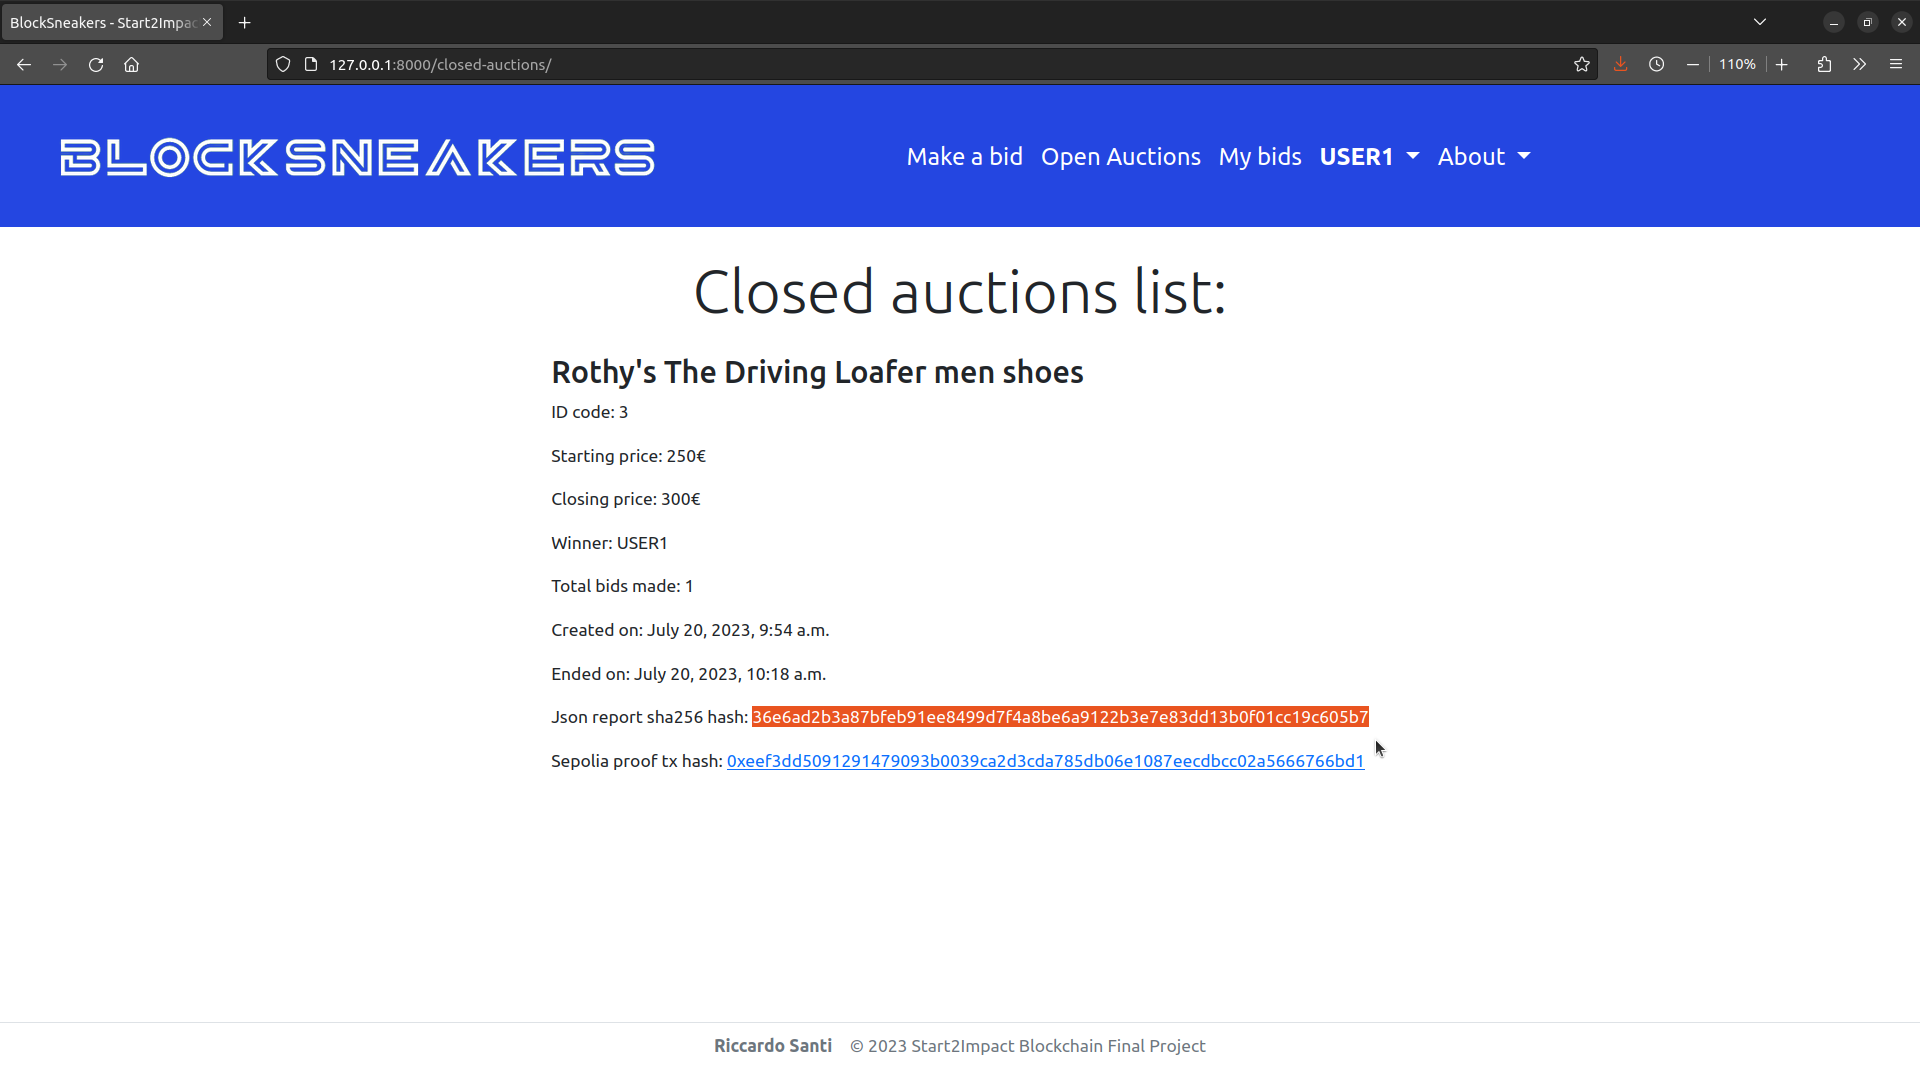 BlockSneakers - Start2Impac
127.0.0.1:8000/closed-auctions/
110%
BLOCKSNEAKERS
Make a bid Open Auctions My bids USER1 About
Closed auctions list:
Rothy's The Driving Loafer men shoes
ID code: 3
Starting price: 250€
Closing price: 300€
Winner: USER1
Total bids made: 1
Created on: July 20, 2023, 9:54 a.m.
Ended on: July 20, 2023, 10:18 a.m.
Json report sha256 hash: 36e6ad2b3a87bfeb91ee8499d7f4a8be6a9122b3e7e83dd13b0f01cc19c605b7
Sepolia proof tx hash: 0xeef3dd5091291479093b0039ca2d3cda785db06e1087eecdbcc02a5666766bd1
Riccardo Santi © 2023 Start2Impact Blockchain Final Project